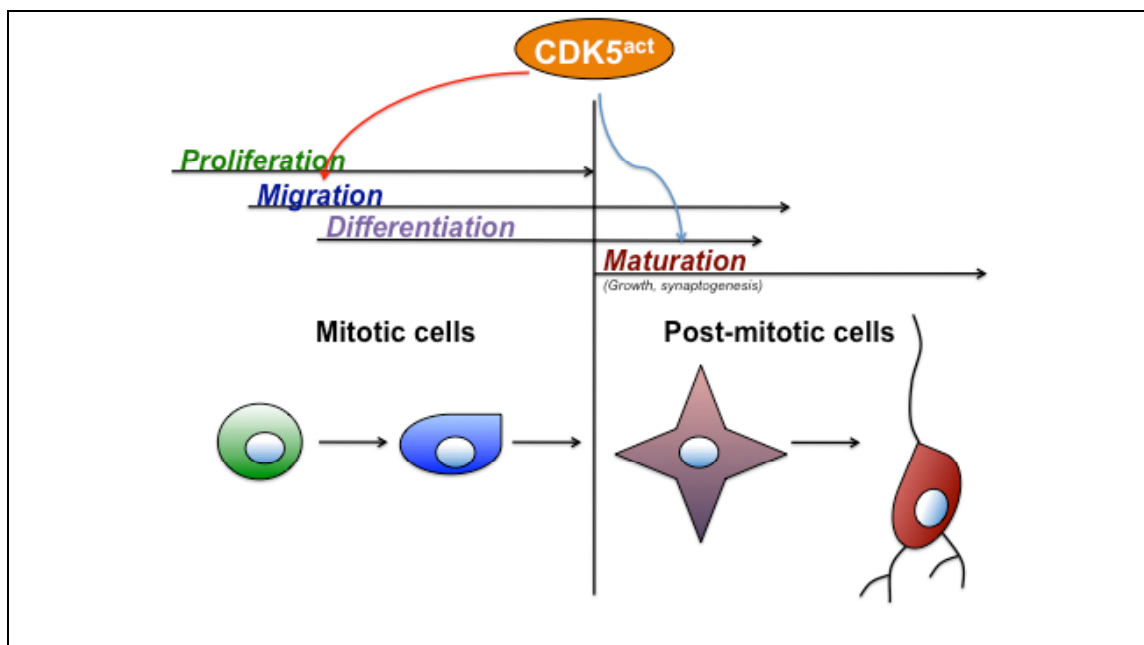 CDK5act
Proliferation
Migration
Differentiation
Maturation
(Growth, synaptogenesis)
Mitotic cells
Post-mitotic cells